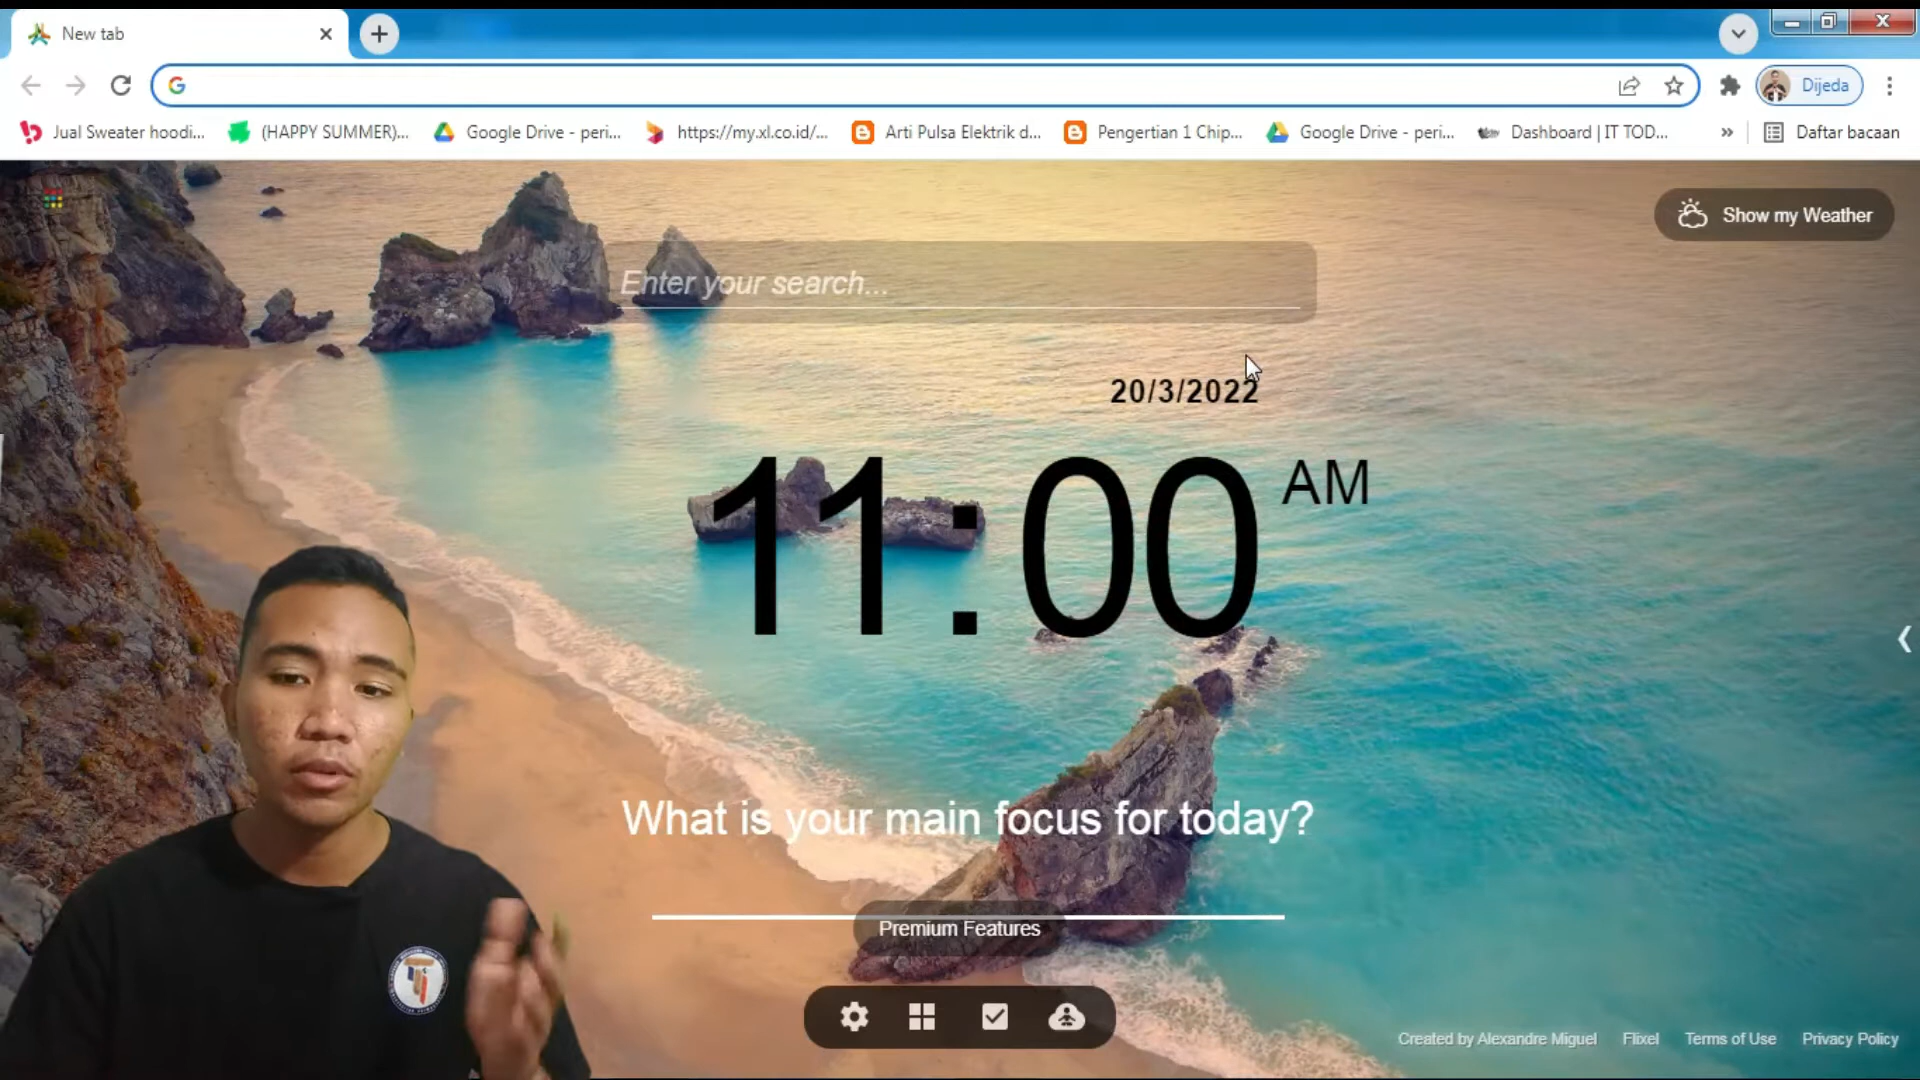 New tab
Dijeda
Jual Sweater hoodi...
(HAPPY SUMMER)...
Google Drive - peri...
https://my.xl.co.id/...
Arti Pulsa Elektrik d...
Pengertian 1 Chip...
Google Drive - peri...
Dashboard | IT TOD...
»
Daftar bacaan
Show my Weather
Enter your search...
20/3/2022
11:00 AM
What is your main focus for today?
Premium Features
Created by Alexandre Miguel
Flixel
Terms of Use
Privacy Policy